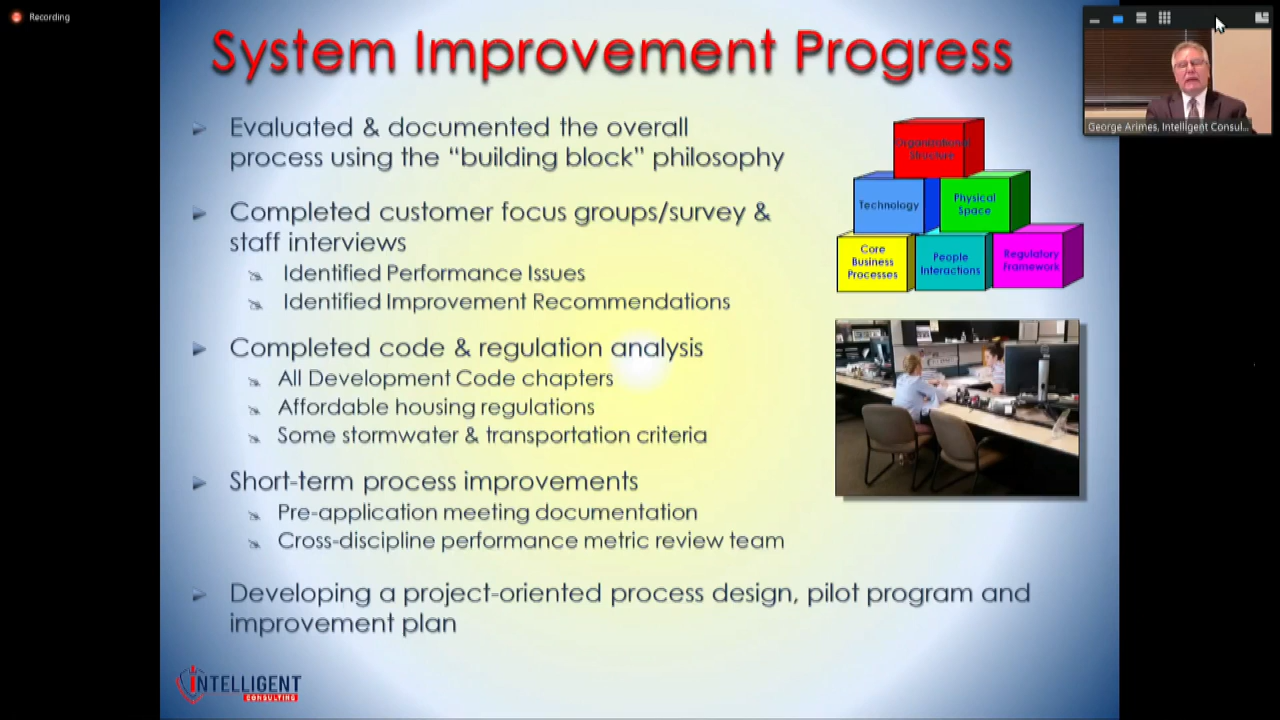 Recording
System Improvement Progress
Evaluated & documented the overall
process using the “building block” philosophy
Completed customer focus groups/survey &
staff interviews
Identified Performance Issues
Identified Improvement Recommendations
Completed code & regulation analysis
All Development Code chapters
Affordable housing regulations
Some stormwater & transportation criteria
Short-term process improvements
Pre-application meeting documentation
Cross-discipline performance metric review team
Developing a project-oriented process design, pilot program and
improvement plan
INTELLIGENT
CONSULTING
Organizational
Structure
Technology
Physical
Space
Core
Business
Processes
People
Interactions
Regulatory
Framework
George Arimes, Intelligent Consul...